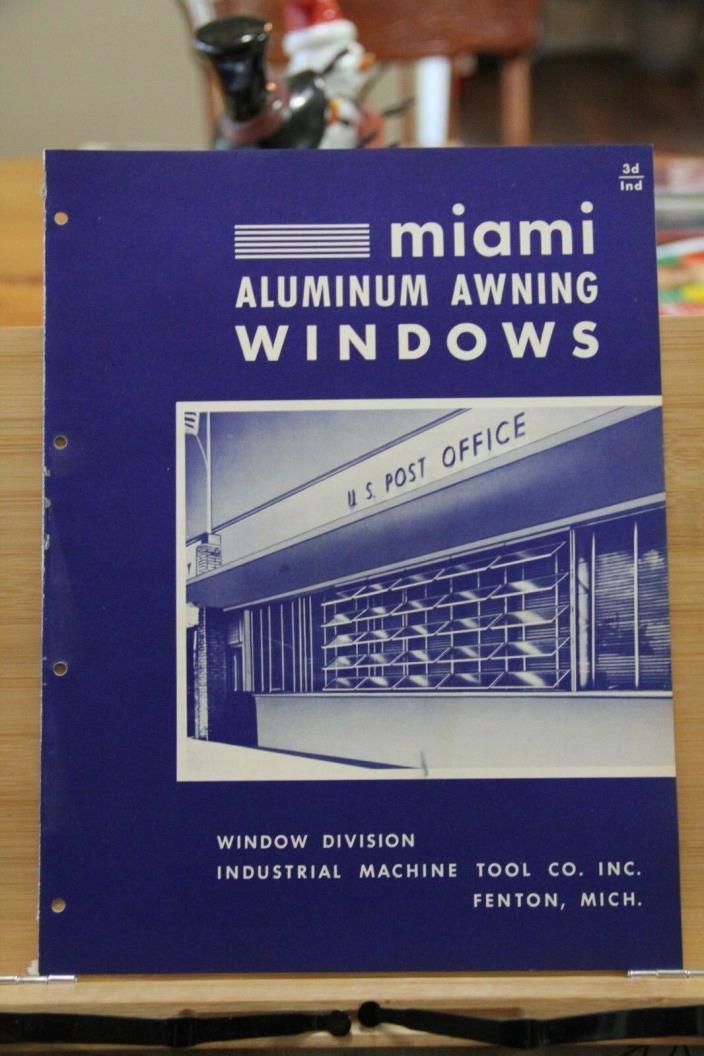 3d
Ind
miami
ALUMINUM AWNING
WINDOWS
U.S. POST OFFICE
WINDOW DIVISION
INDUSTRIAL MACHINE TOOL CO. INC.
FENTON, MICH.